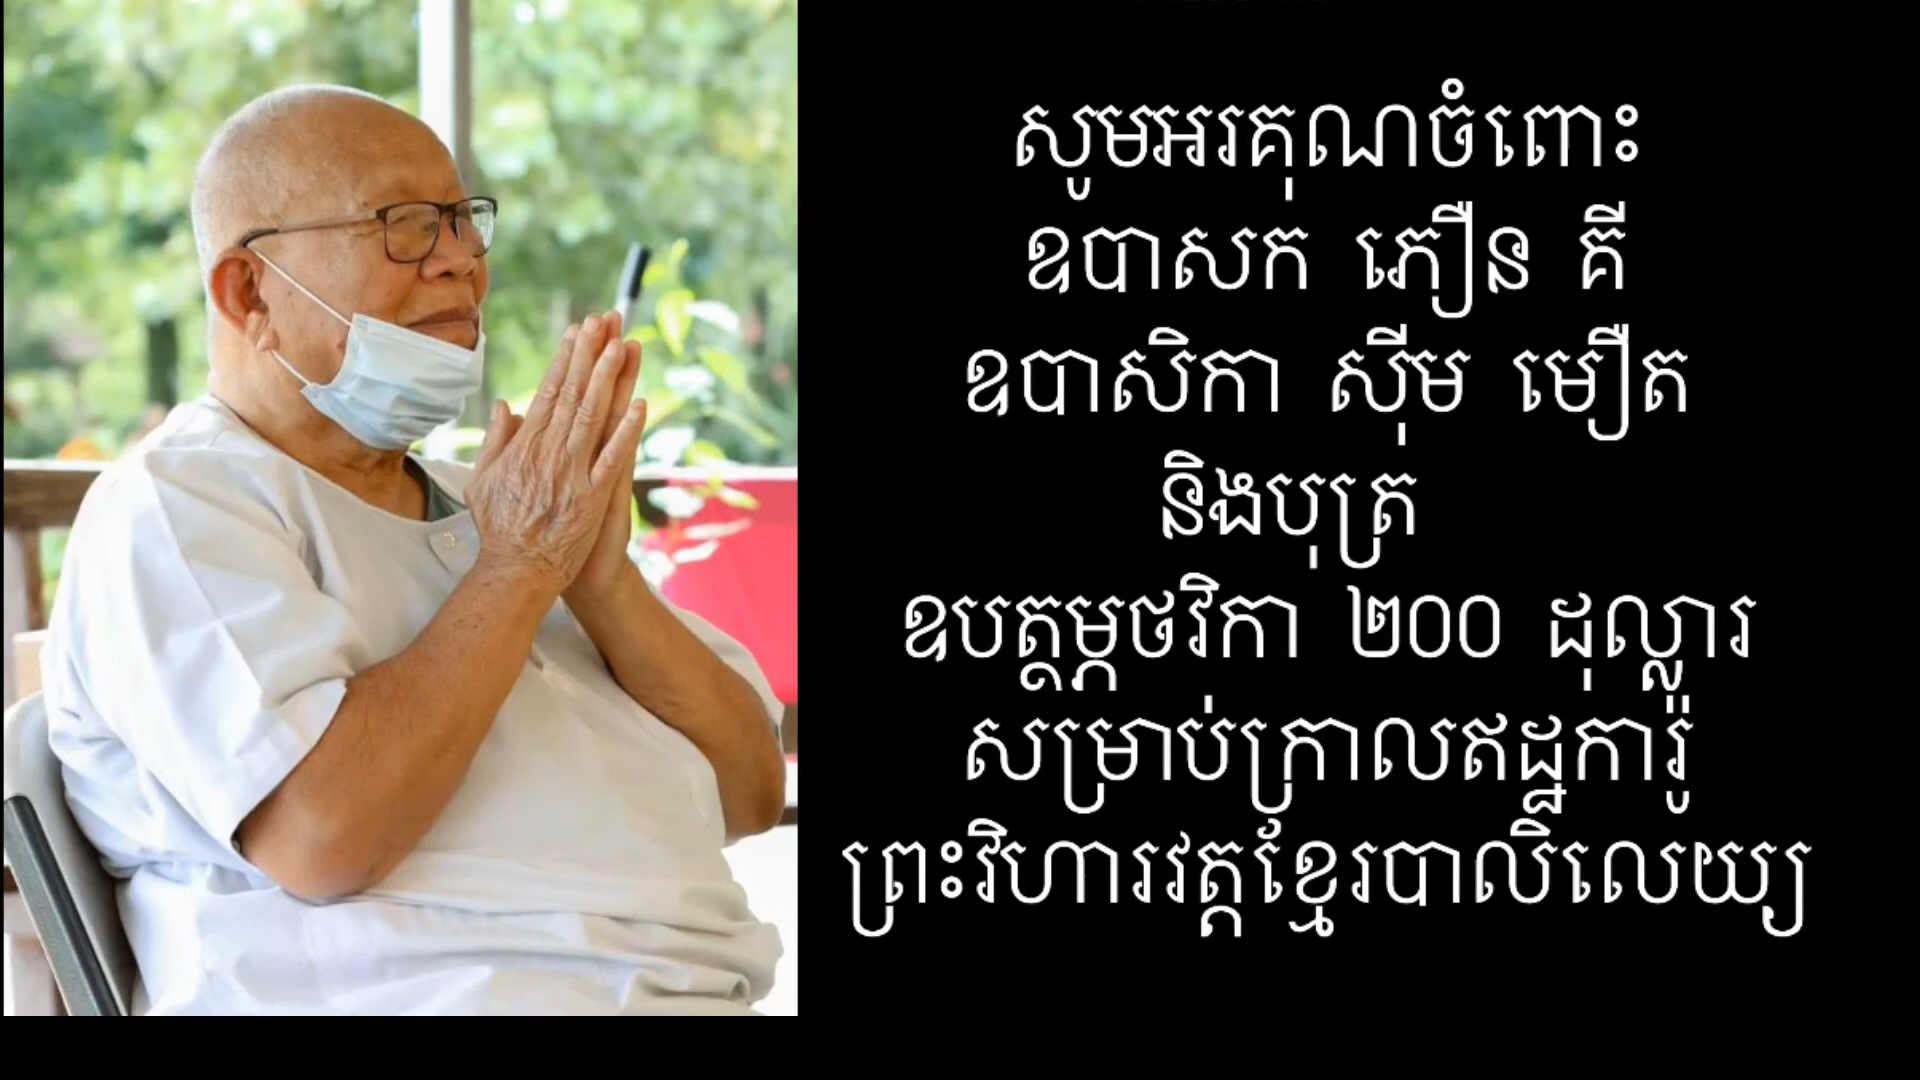 សូមអរគុណចំពោះ
ឧបាសក ភឿន គី
ឧបាសិកា ស៊ីម មឿត
និងបុត្រ
ឧបត្ថម្ភថវិកា ២០០ ដុល្លារ
សម្រាប់ក្រាលឥដ្ឋការ៉ូ
ព្រះវិហារវត្តខ្មែរបាលិលេយ្យ